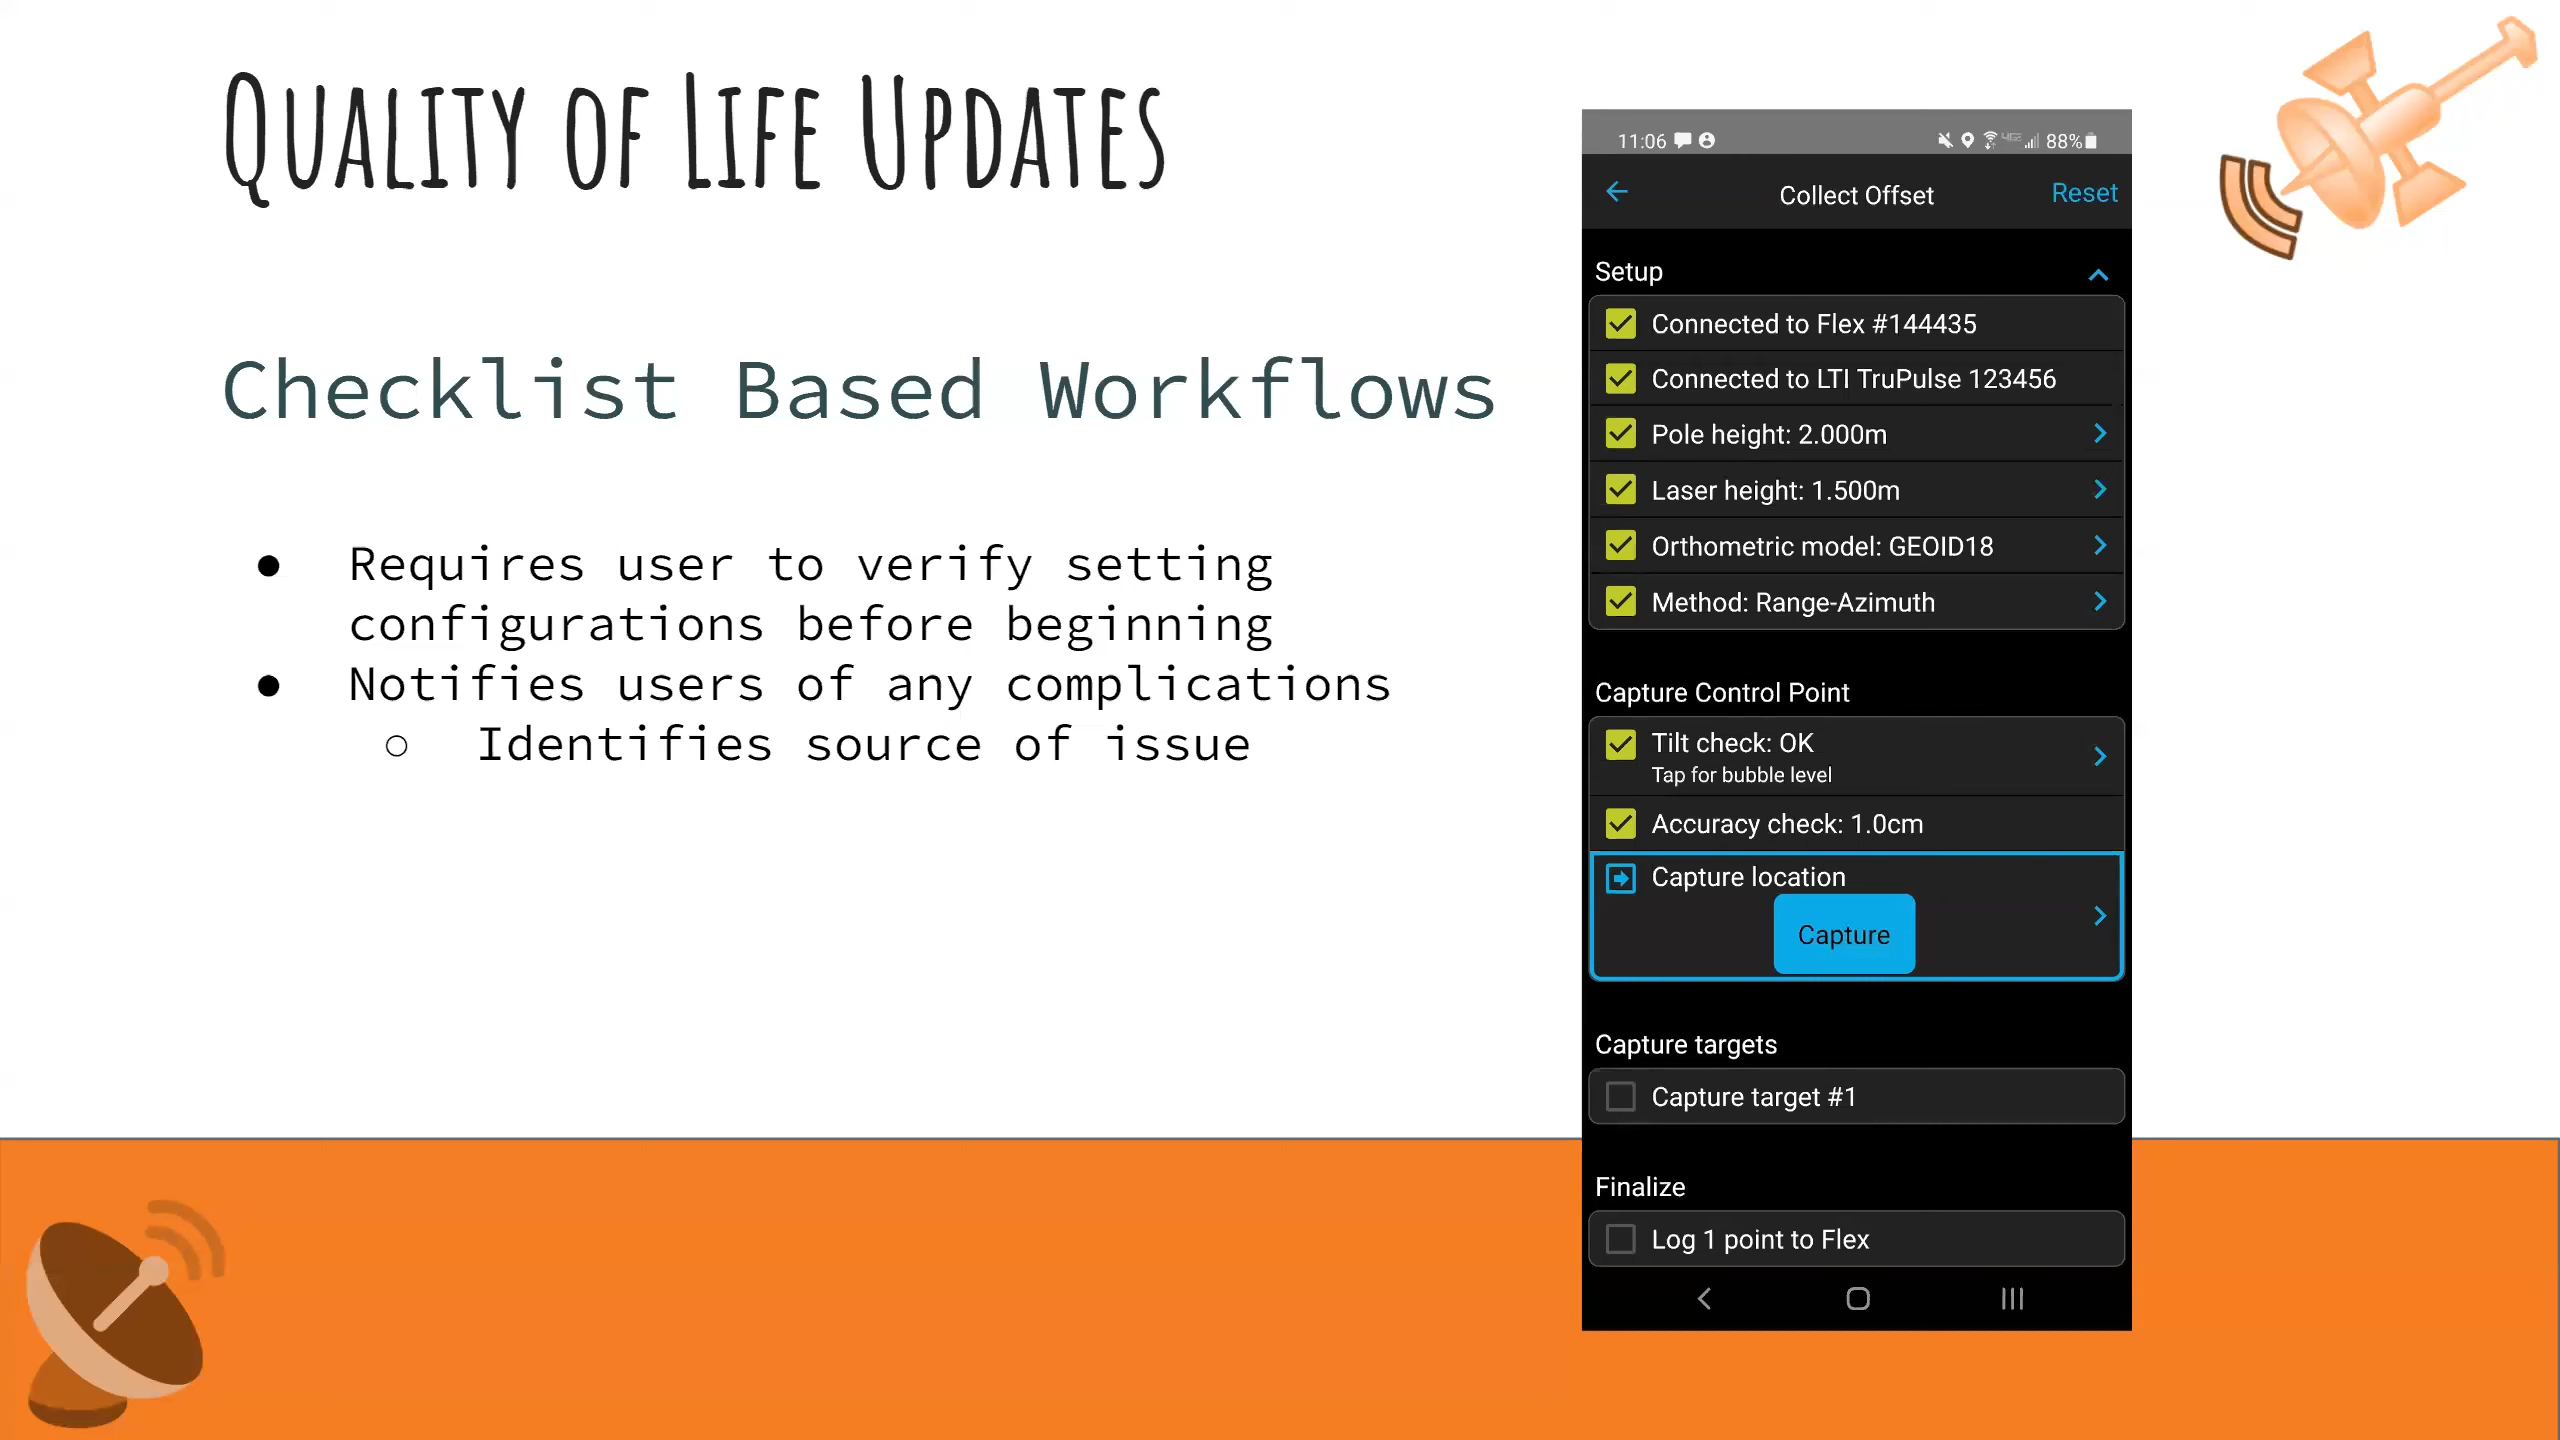 Quality of Life Updates
Checklist Based Workflows
● Requires user to verify setting
configurations before beginning
● Notifies users of any complications
○ Identifies source of issue
11:06 88%
Collect Offset Reset
Setup
Connected to Flex #144435
Connected to LTI TruPulse 123456
Pole height: 2.000m
Laser height: 1.500m
Orthometric model: GEOID18
Method: Range-Azimuth
Capture Control Point
Tilt check: OK
Tap for bubble level
Accuracy check: 1.0cm
Capture location
Capture
Capture targets
Capture target #1
Finalize
Log 1 point to Flex